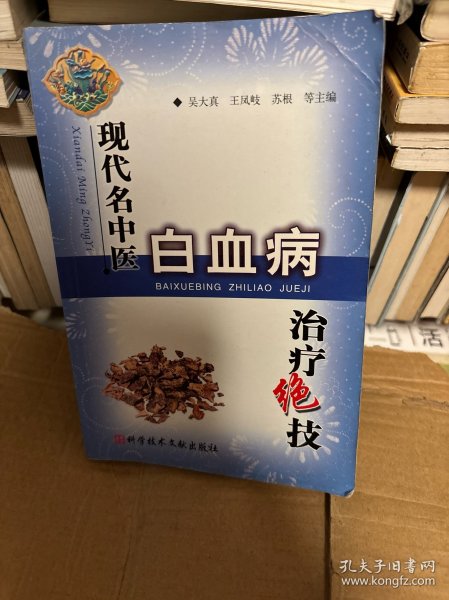 ◆ 吴大真 王凤岐 苏根 等主编
现代名中医
Xiandai Ming ZhongYi
白血病
BAIXUEBING ZHILIAO JUEJI
治疗绝技
科学技术文献出版社
活
孔夫子旧书网
www.kongfz.com